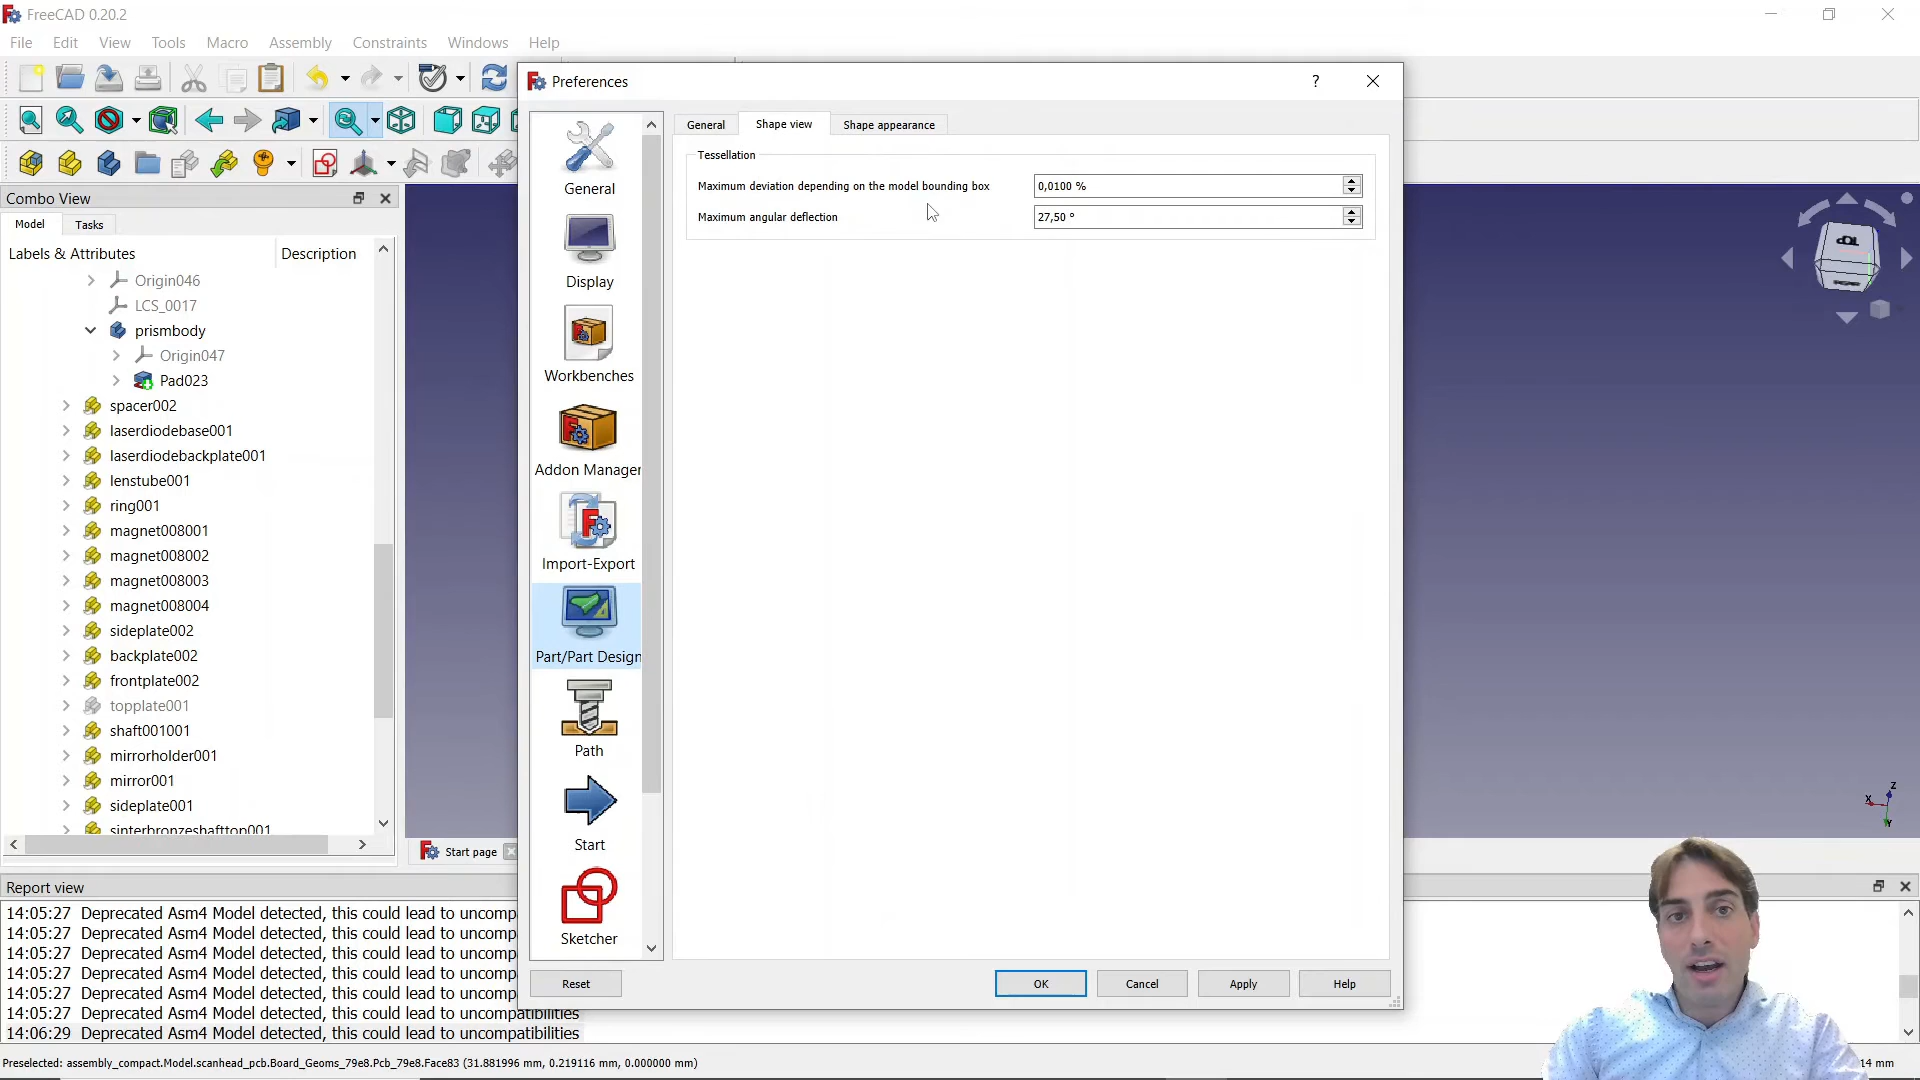 FreeCAD 0.20.2
File Edit View Tools Macro Assembly Constraints Windows Help
Preferences
?
Combo View
Model Tasks
Labels & Attributes Description
Origin046
LCS_0017
prismbody
Origin047
Pad023
spacer002
laserdiodebase001
laserdiodebackplate001
lenstube001
ring001
magnet008001
magnet008002
magnet008003
magnet008004
sideplate002
backplate002
frontplate002
topplate001
shaft001001
mirrorholder001
mirror001
sideplate001
sinterbronzeshafttop001
General
Display
Workbenches
Addon Manager
Import-Export
Part/Part Design
Path
Start
Sketcher
General Shape view Shape appearance
Tessellation
Maximum deviation depending on the model bounding box 0,0100 %
Maximum angular deflection 27,50 °
Reset OK Cancel Apply Help
TOP
X Z Y
Start page
Report view
14:05:27 Deprecated Asm4 Model detected, this could lead to uncompa
14:05:27 Deprecated Asm4 Model detected, this could lead to uncompa
14:05:27 Deprecated Asm4 Model detected, this could lead to uncompa
14:05:27 Deprecated Asm4 Model detected, this could lead to uncompa
14:05:27 Deprecated Asm4 Model detected, this could lead to uncompa
14:05:27 Deprecated Asm4 Model detected, this could lead to uncompatibilities
14:06:29 Deprecated Asm4 Model detected, this could lead to uncompatibilities
Preselected: assembly_compact.Model.scanhead_pcb.Board_Geoms_79e8.Pcb_79e8.Face83 (31.881996 mm, 0.219116 mm, 0.000000 mm)
14 mm